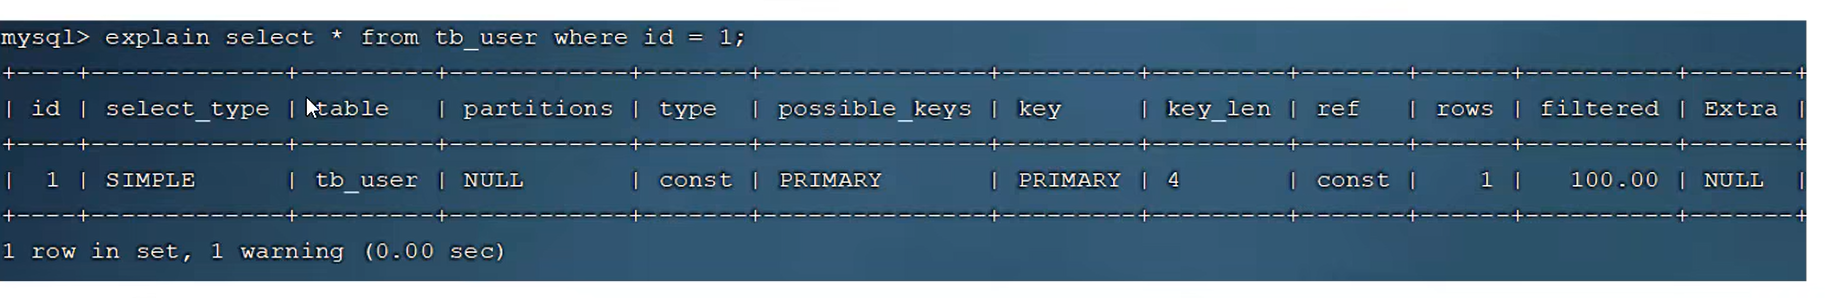 mysql> explain select * from tb_user where id = 1;
+----+-------------+---------+------------+-------+---------------+---------+---------+-------+------+----------+-------+
| id | select_type | table   | partitions | type  | possible_keys | key     | key_len | ref   | rows | filtered | Extra |
+----+-------------+---------+------------+-------+---------------+---------+---------+-------+------+----------+-------+
|  1 | SIMPLE      | tb_user | NULL       | const | PRIMARY       | PRIMARY | 4       | const |    1 |   100.00 | NULL  |
+----+-------------+---------+------------+-------+---------------+---------+---------+-------+------+----------+-------+
1 row in set, 1 warning (0.00 sec)